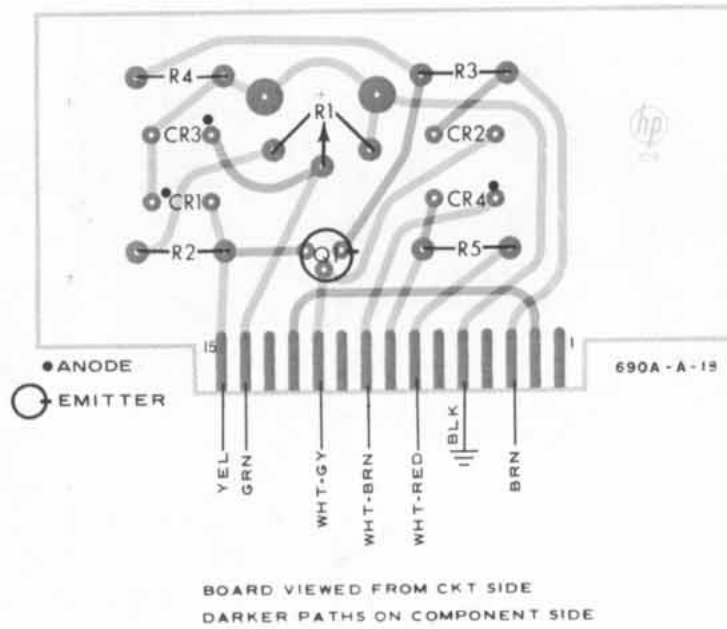 R4
R3
R1
CR3
CR2
hp
CR1
CR4
R2
Q1
R5
15
1
690A-A-19
ANODE
EMITTER
YEL
GRN
WHT-GY
WHT-BRN
WHT-RED
BLK
BRN
BOARD VIEWED FROM CKT SIDE
DARKER PATHS ON COMPONENT SIDE